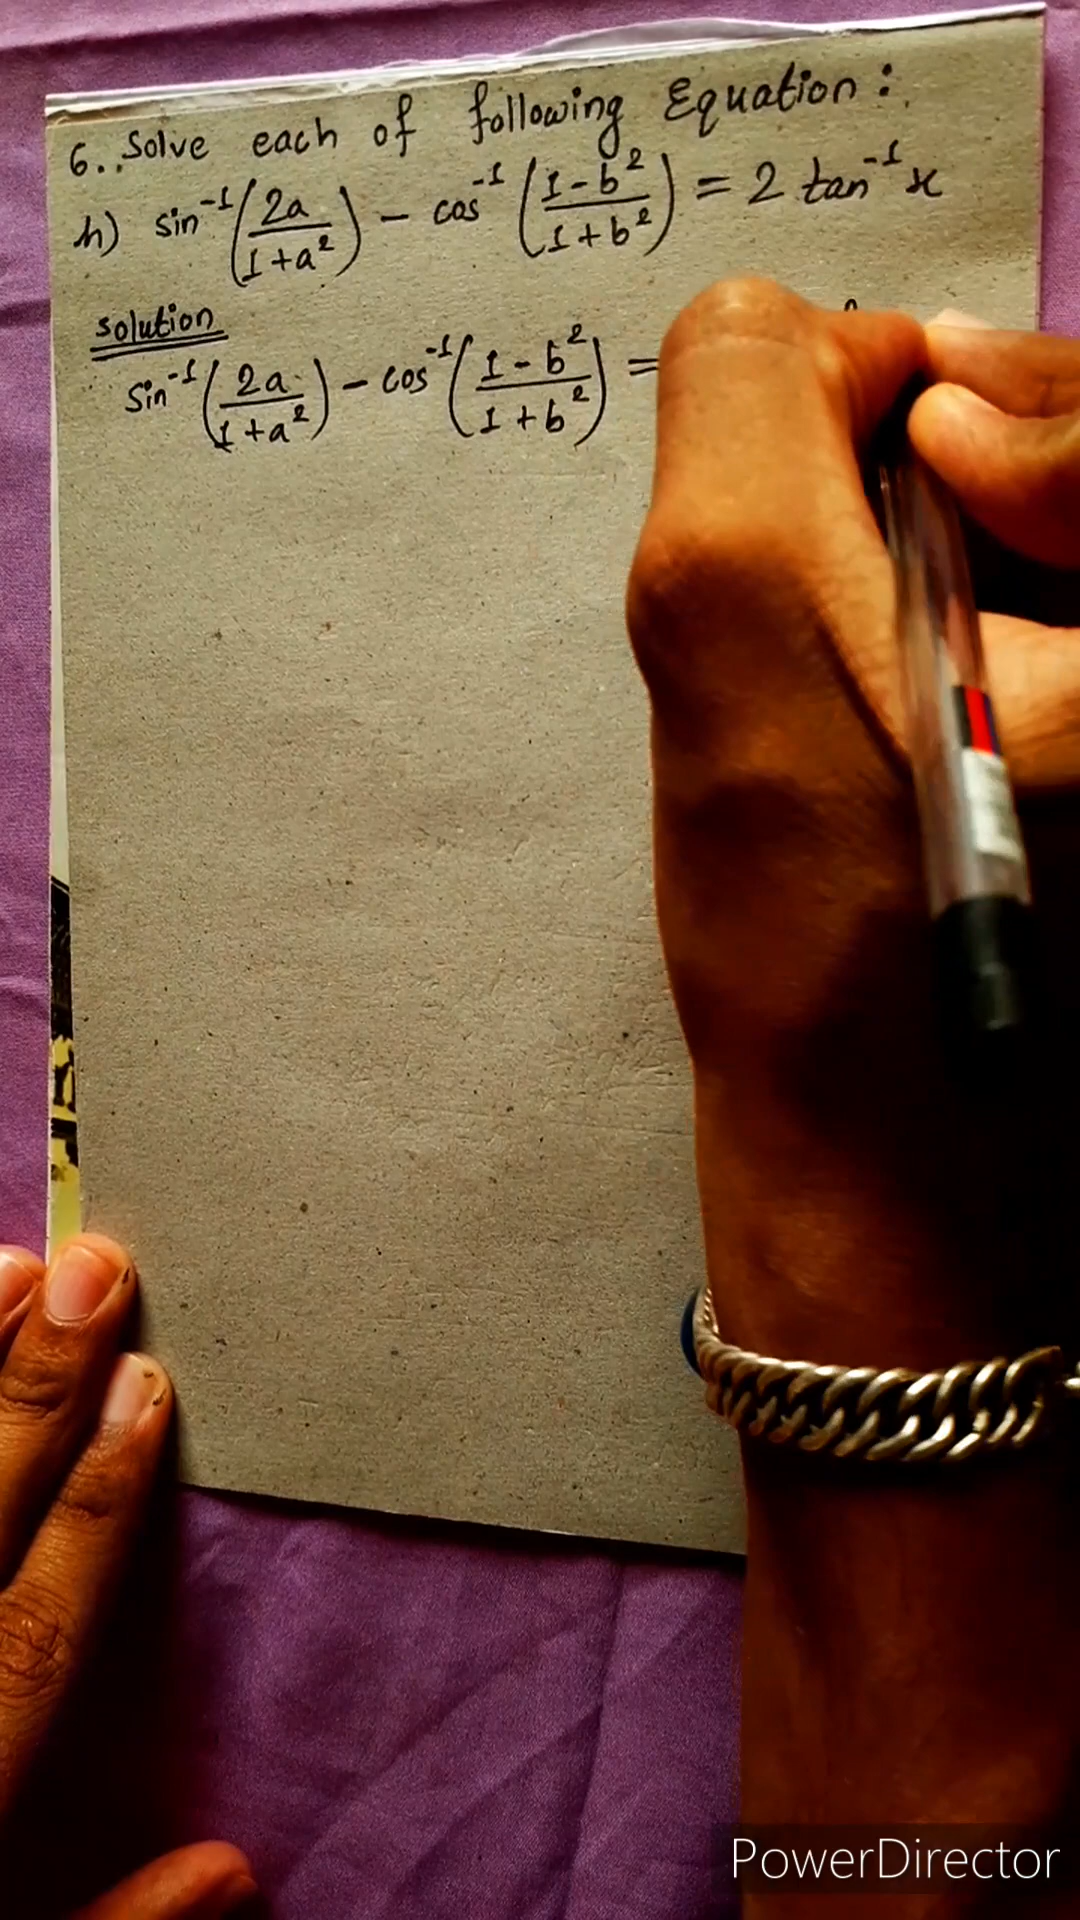 6. Solve each of following Equation :
h) sin⁻¹(2a/1+a²) - cos⁻¹(1-b²/1+b²) = 2 tan⁻¹ x
solution
sin⁻¹(2a/1+a²) - cos⁻¹(1-b²/1+b²) =
PowerDirector